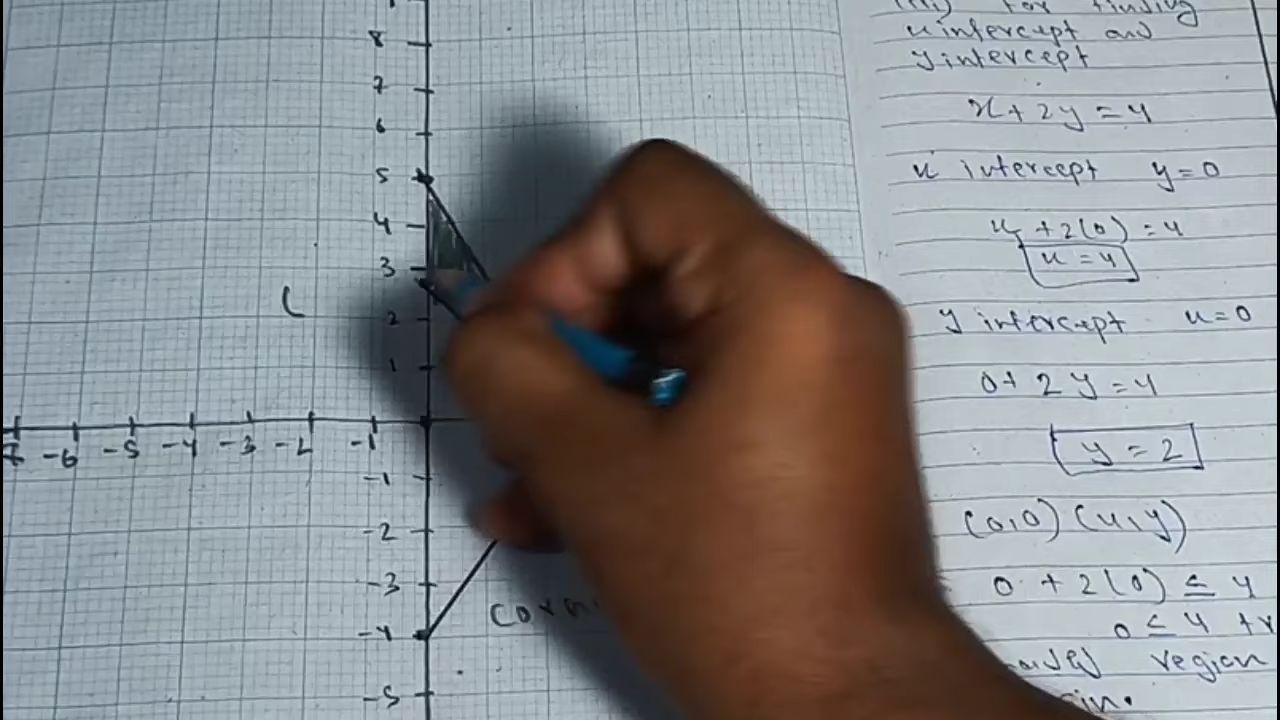 8
7
6
5
4
3
2
1
-7 -6 -5 -4 -3 -2 -1
-1
-2
-3
-4
-5
(
for finding
x intercept and
y intercept
x + 2y = 4
x intercept y = 0
x + 2(0) = 4
x = 4
y intercept x = 0
0 + 2y = 4
y = 2
(0,0) (x,y)
0 + 2(0) ≤ 4
0 ≤ 4
region